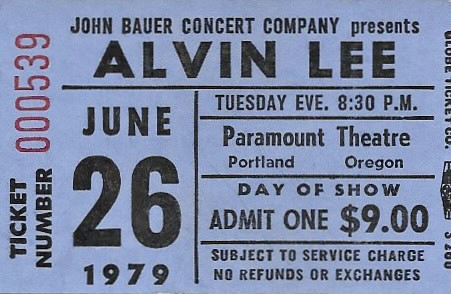 JOHN BAUER CONCERT COMPANY presents
ALVIN LEE
TICKET NUMBER
000539
JUNE
26
1979
TUESDAY EVE. 8:30 P.M.
Paramount Theatre
Portland Oregon
DAY OF SHOW
ADMIT ONE $9.00
SUBJECT TO SERVICE CHARGE
NO REFUNDS OR EXCHANGES
GLOBE TICKET CO.